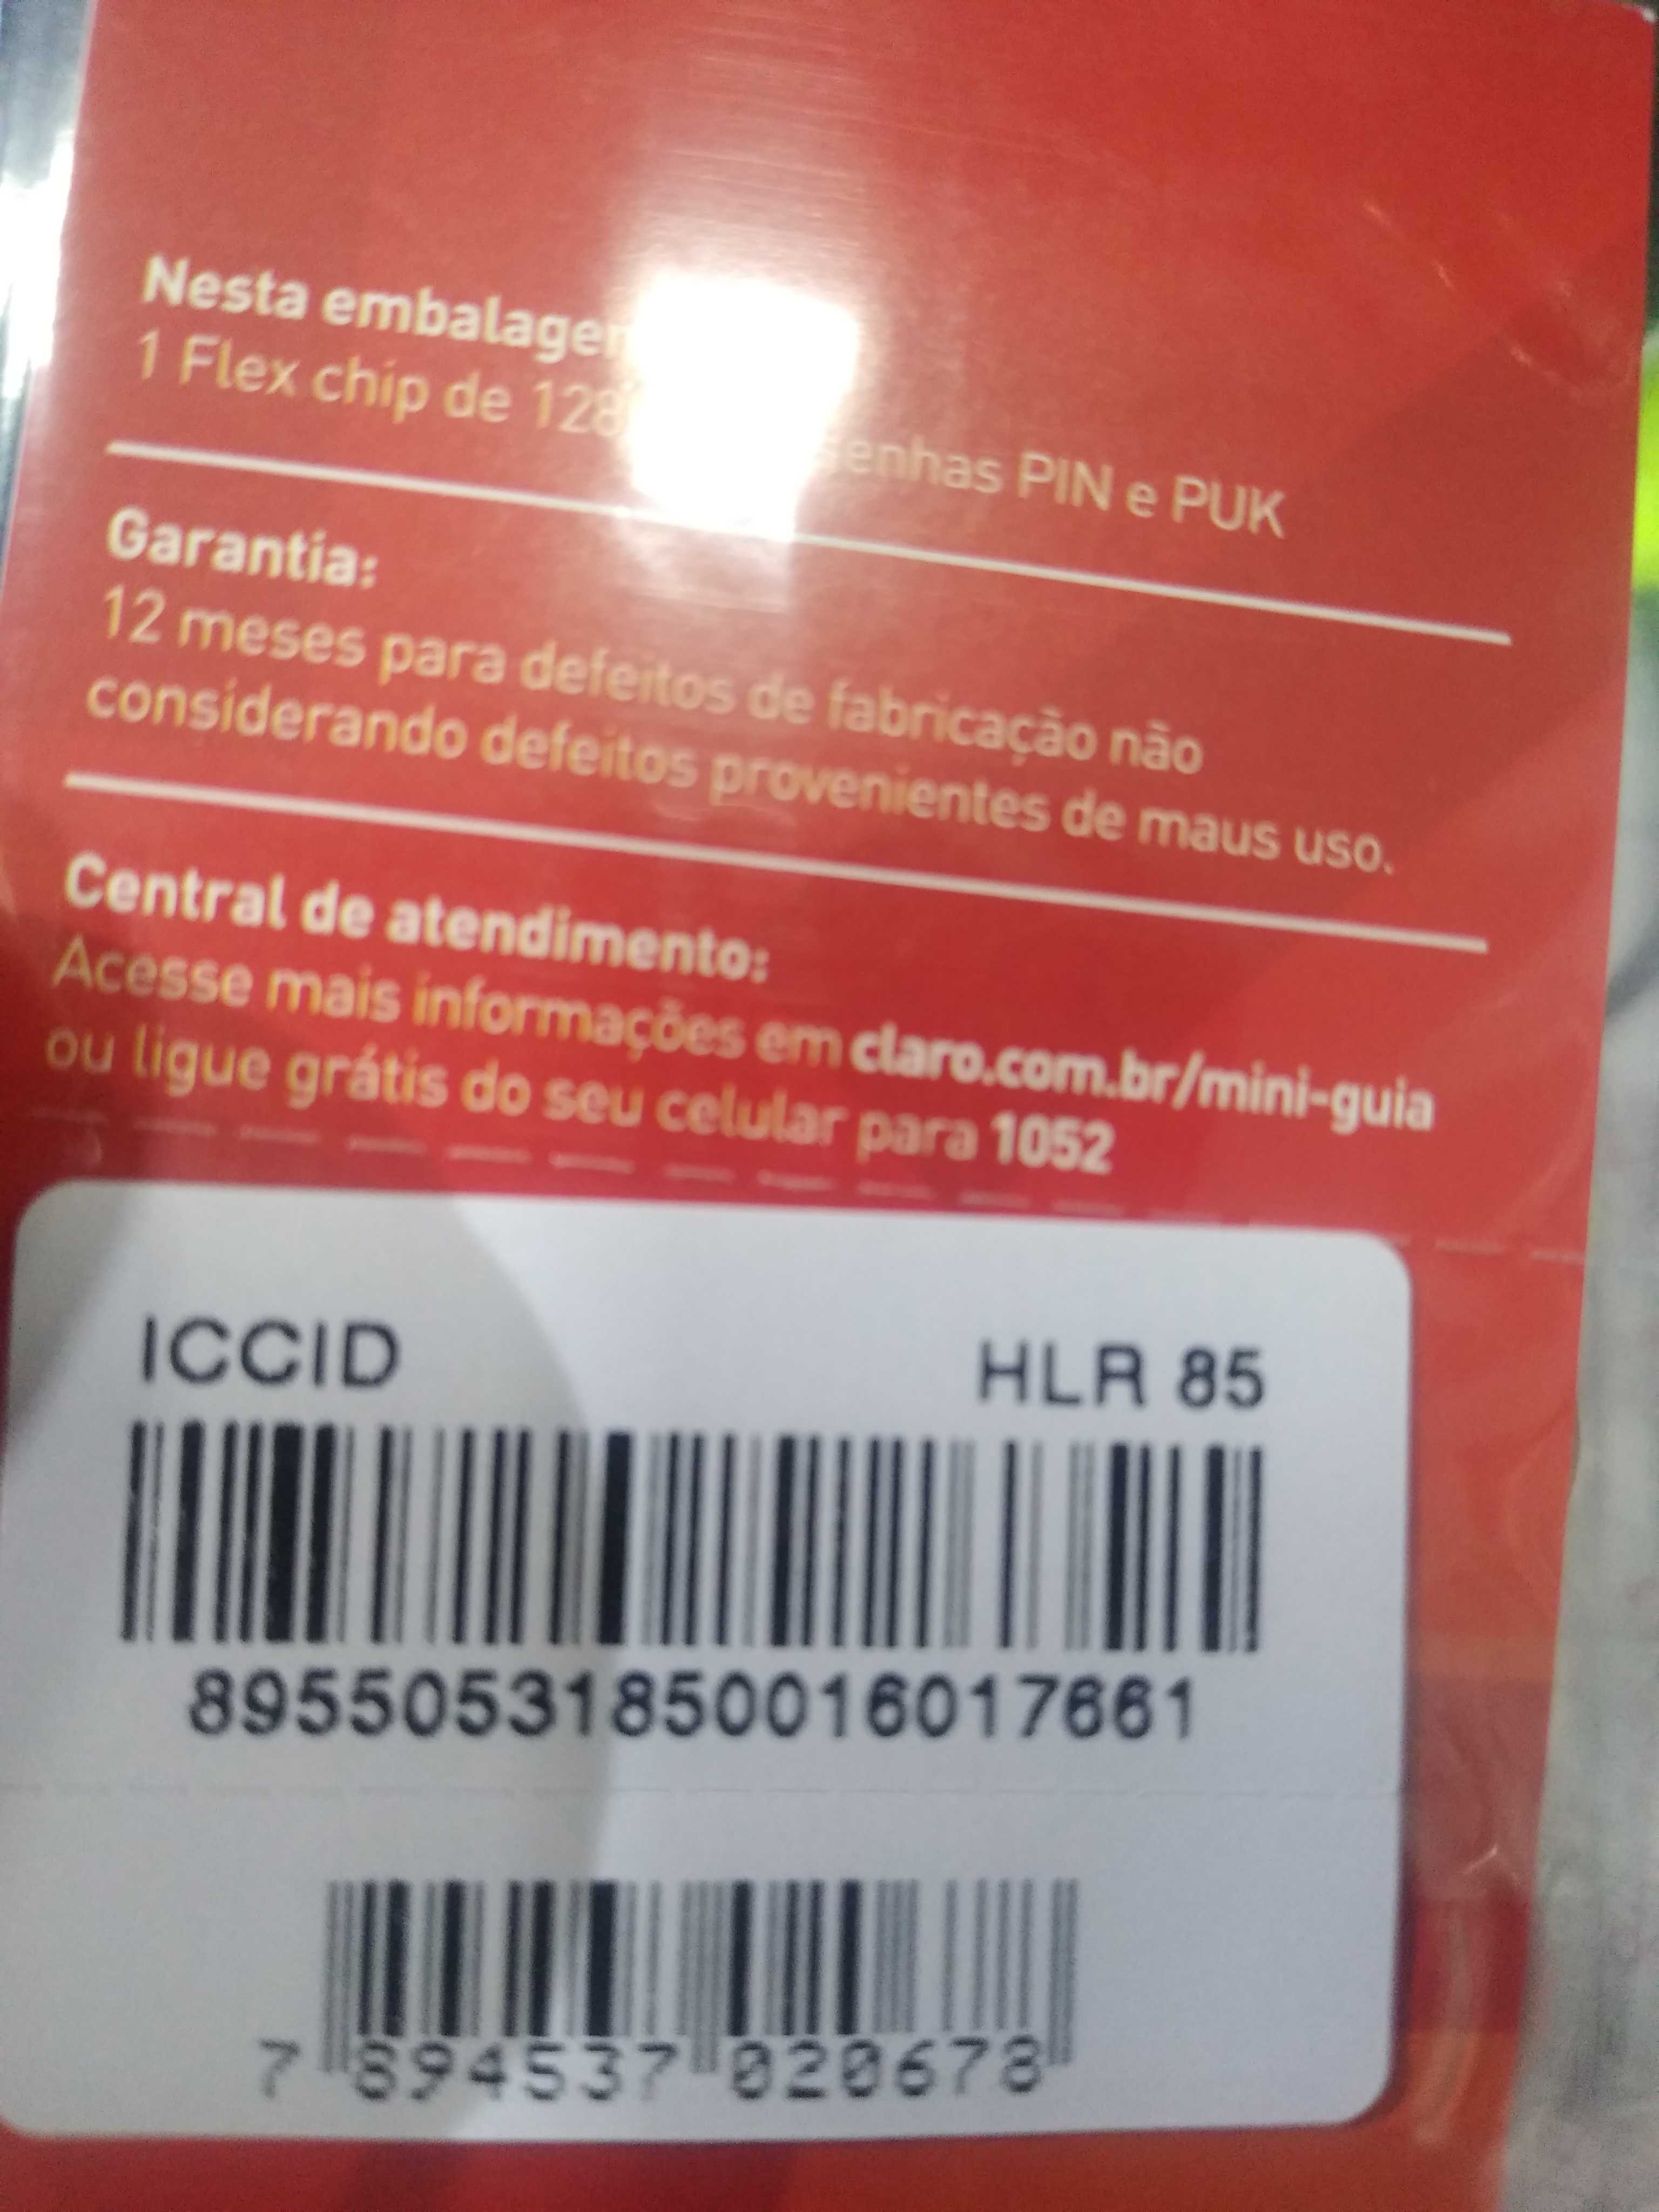 Nesta embalagem
1 Flex chip de 128 senhas PIN e PUK
Garantia:
12 meses para defeitos de fabricação não
considerando defeitos provenientes de maus uso.
Central de atendimento:
Acesse mais informações em claro.com.br/mini-guia
ou ligue grátis do seu celular para 1052
ICCID HLR 85
89550531850016017661
7 894537 020678